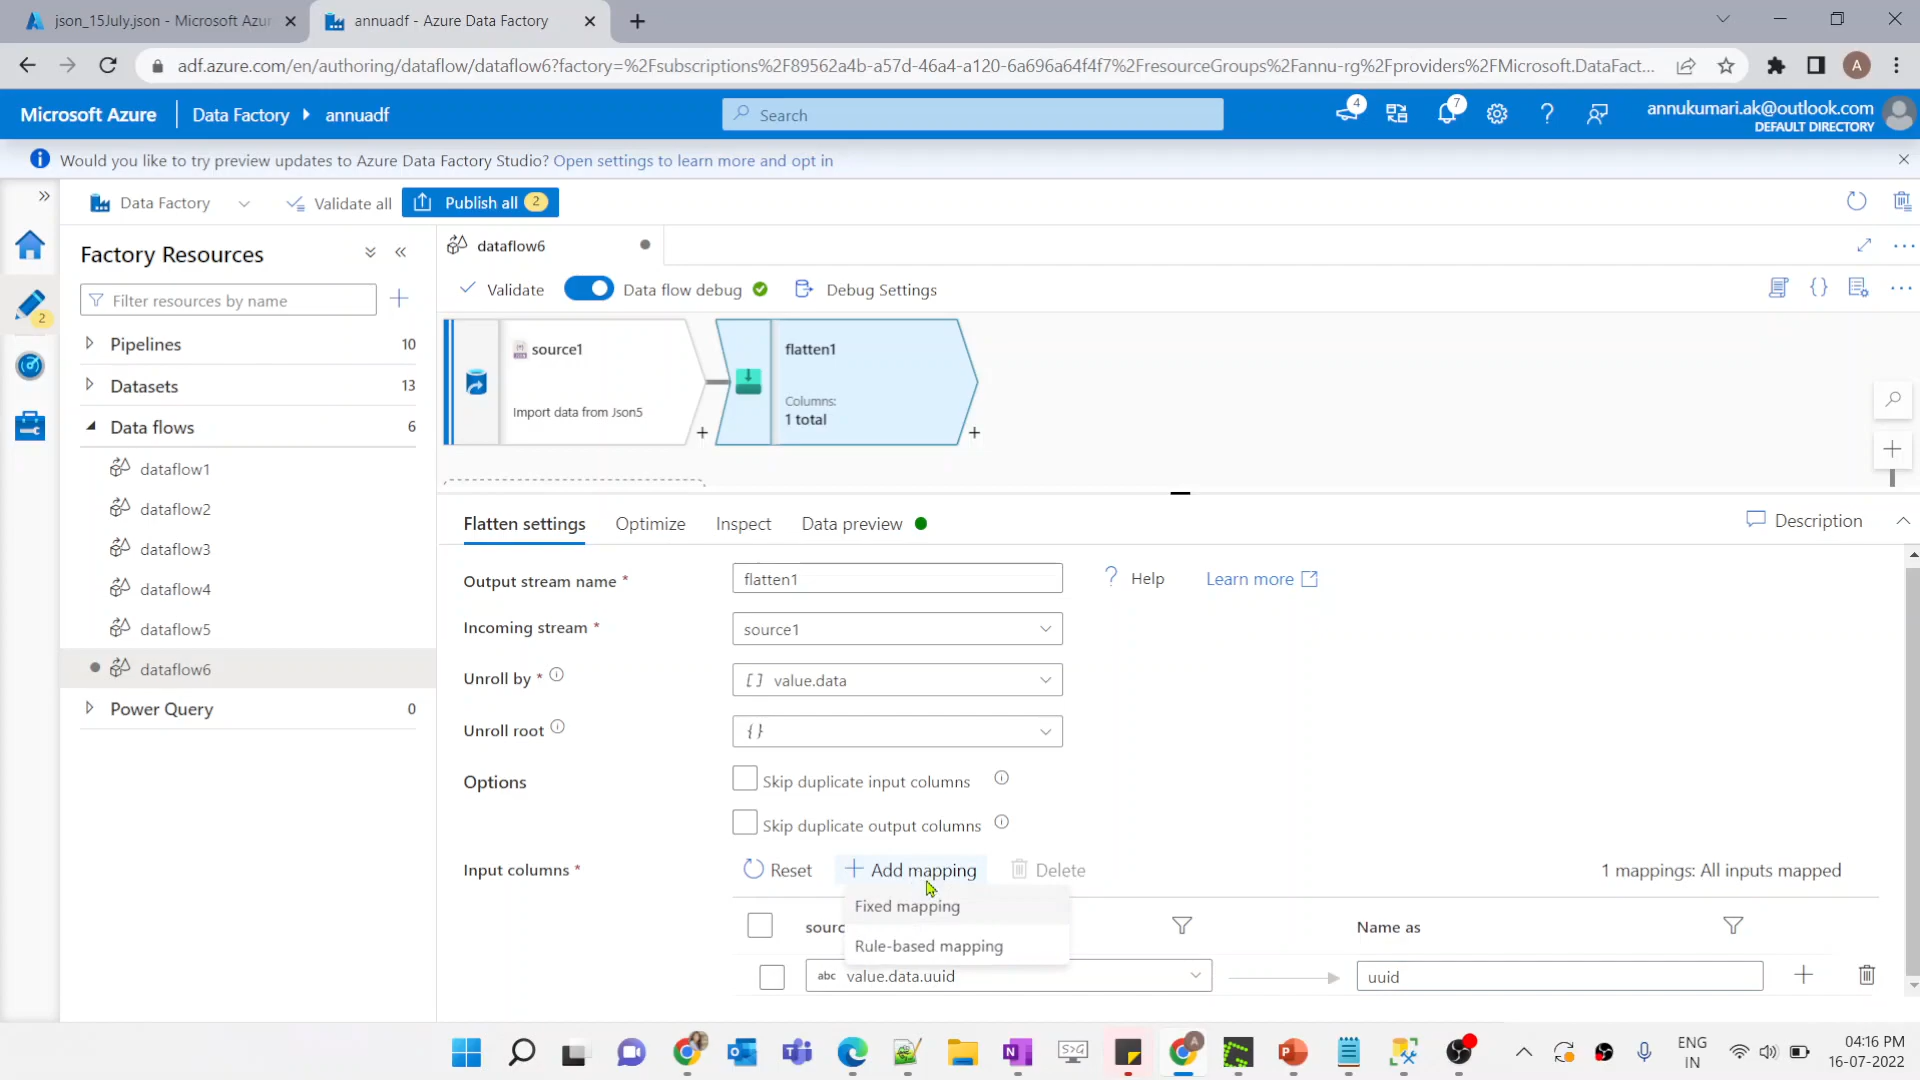 json_15July.json - Microsoft Azur
annuadf - Azure Data Factory
adf.azure.com/en/authoring/dataflow/dataflow6?factory=%2Fsubscriptions%2F89562a4b-a57d-46a4-a120-6a696a64f4f7%2FresourceGroups%2Fannu-rg%2Fproviders%2FMicrosoft.DataFact...
A
Microsoft Azure
Data Factory
annuadf
Search
4
7
annukumari.ak@outlook.com
DEFAULT DIRECTORY
Would you like to try preview updates to Azure Data Factory Studio? Open settings to learn more and opt in
Data Factory
Validate all
Publish all 2
Factory Resources
Filter resources by name
2
Pipelines 10
Datasets 13
Data flows 6
dataflow1
dataflow2
dataflow3
dataflow4
dataflow5
dataflow6
Power Query 0
dataflow6
Validate
Data flow debug
Debug Settings
source1
Import data from Json5
flatten1
Columns:
1 total
Flatten settings
Optimize
Inspect
Data preview
Description
Output stream name *
flatten1
Help
Learn more
Incoming stream *
source1
Unroll by *
[] value.data
Unroll root
{}
Options
Skip duplicate input columns
Skip duplicate output columns
Input columns *
Reset
Add mapping
Delete
1 mappings: All inputs mapped
Fixed mapping
Rule-based mapping
sourc
Name as
abc value.data.uuid
uuid
A
ENG
IN
04:16 PM
16-07-2022